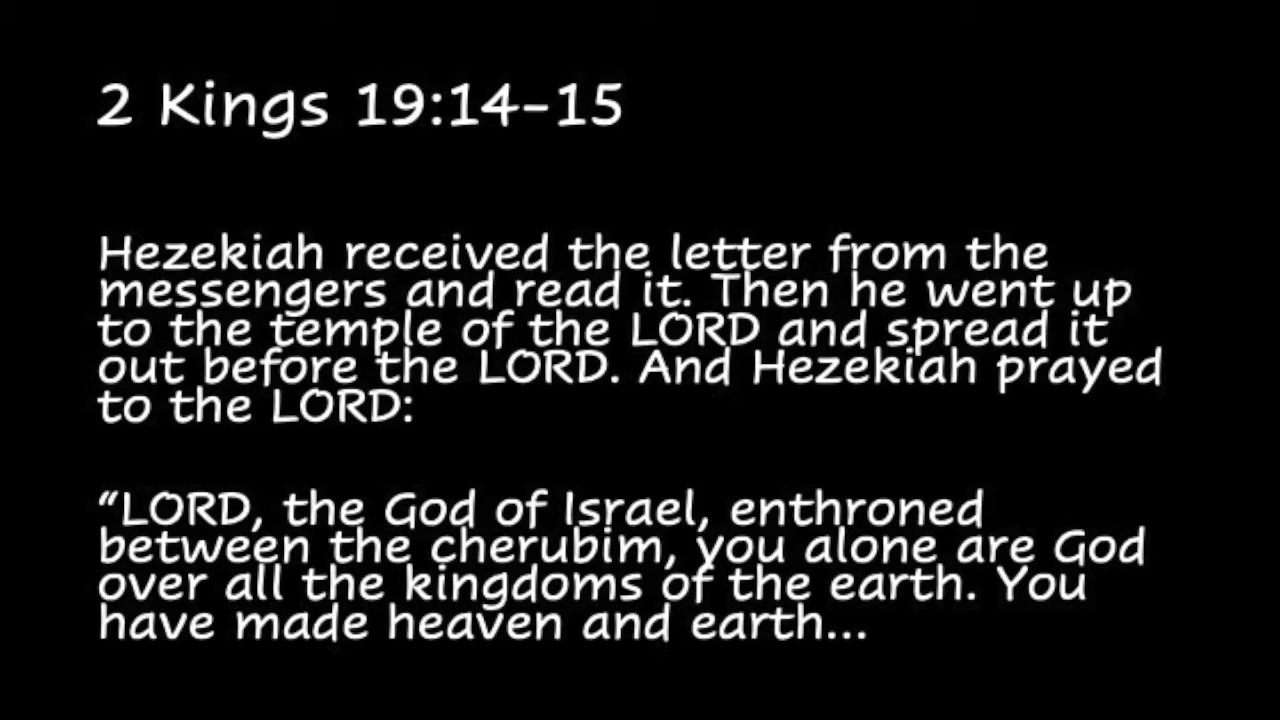 2 Kings 19:14-15
Hezekiah received the letter from the
messengers and read it. Then he went up
to the temple of the LORD and spread it
out before the LORD. And Hezekiah prayed
to the LORD:
“LORD, the God of Israel, enthroned
between the cherubim, you alone are God
over all the kingdoms of the earth. You
have made heaven and earth...